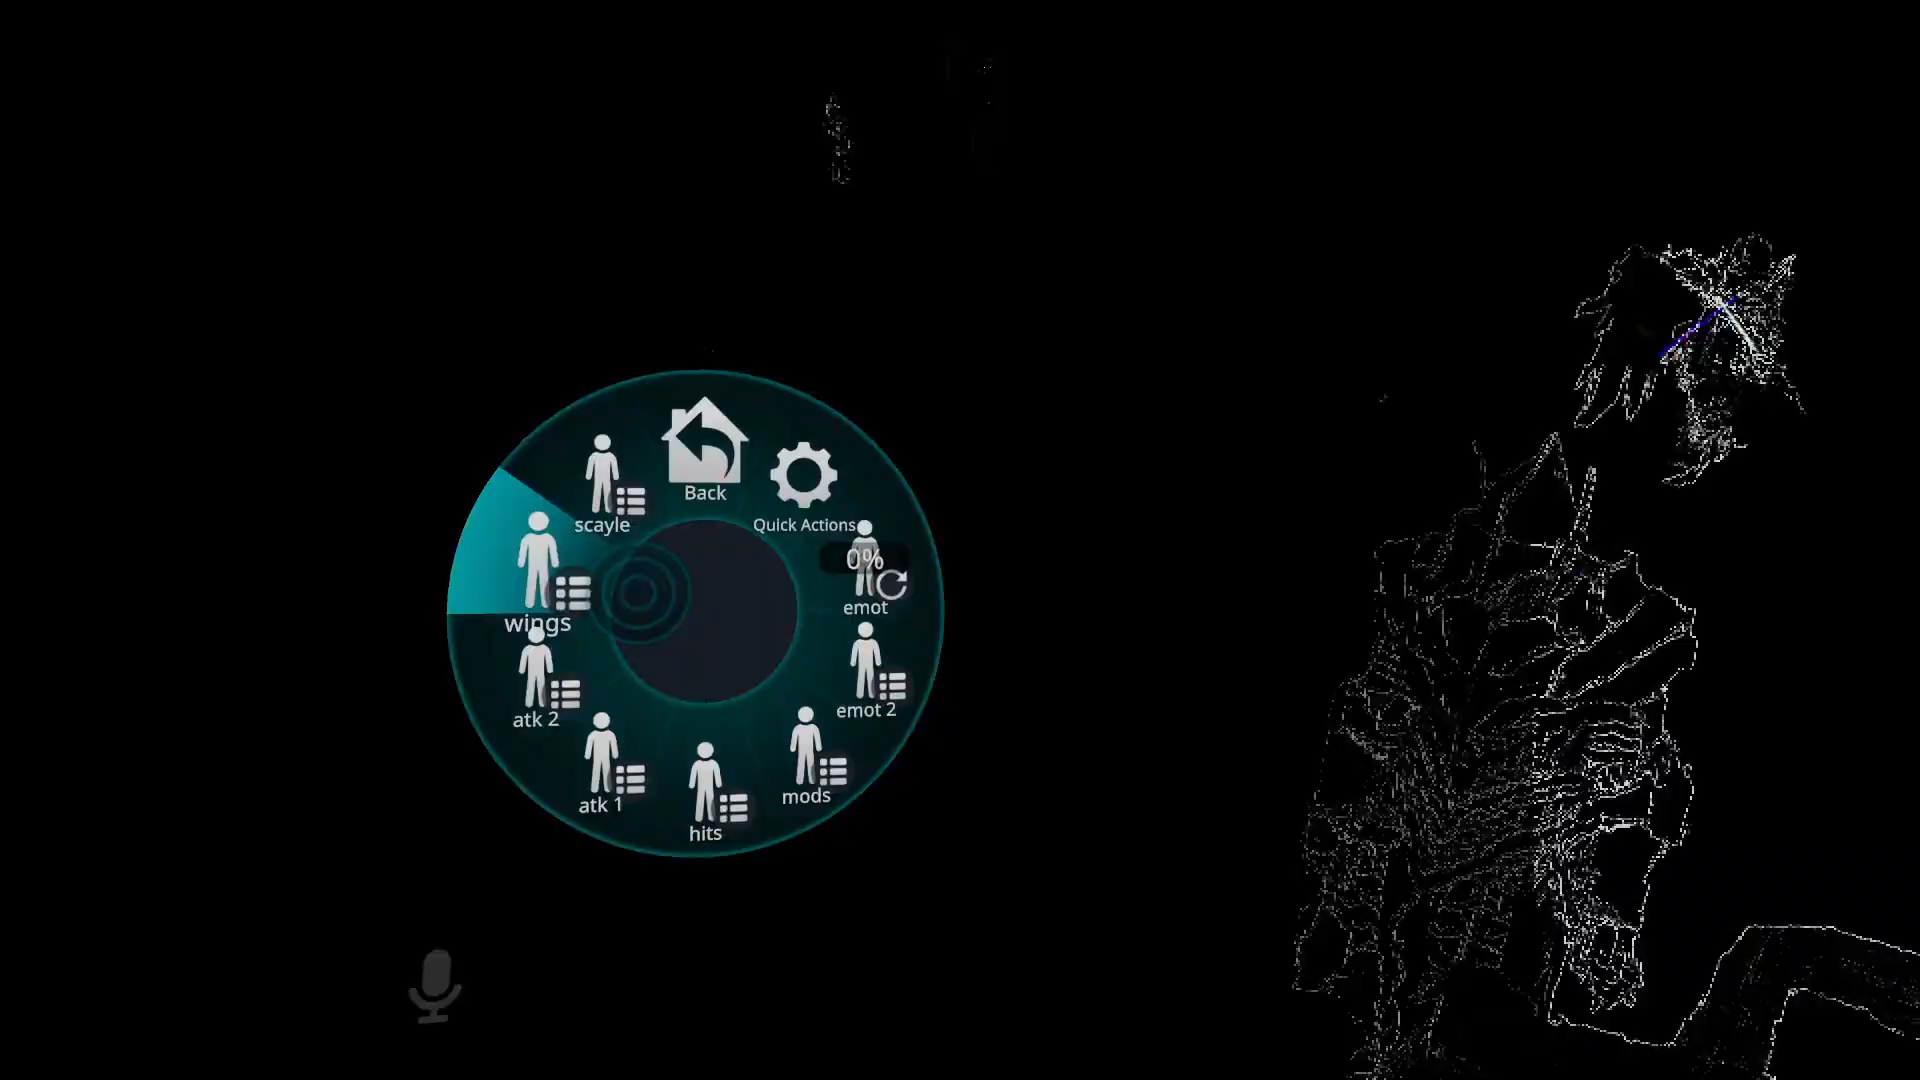 Back
scayle
Quick Actions
0%
emot
wings
emot 2
atk 2
mods
atk 1
hits